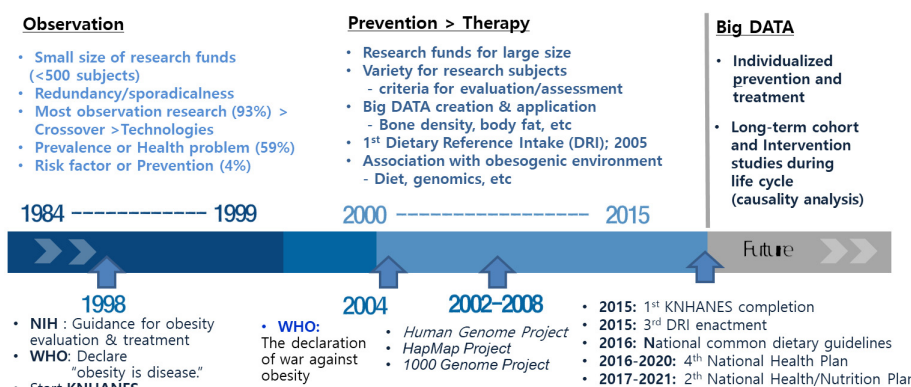 Observation
• Small size of research funds
(<500 subjects)
• Redundancy/sporadicalness
• Most observation research (93%) >
Crossover >Technologies
• Prevalence or Health problem (59%)
• Risk factor or Prevention (4%)
Prevention > Therapy
• Research funds for large size
• Variety for research subjects
- criteria for evaluation/assessment
• Big DATA creation & application
- Bone density, body fat, etc
• 1st Dietary Reference Intake (DRI); 2005
• Association with obesogenic environment
- Diet, genomics, etc
Big DATA
• Individualized
prevention and
treatment
• Long-term cohort
and Intervention
studies during
life cycle
(causality analysis)
1984 ------------ 1999
2000 ------------------ 2015
Future
1998
• NIH : Guidance for obesity
evaluation & treatment
• WHO: Declare
"obesity is disease."
• Start KNHANES
2004
• WHO:
The declaration
of war against
obesity
2002-2008
• Human Genome Project
• HapMap Project
• 1000 Genome Project
• 2015: 1st KNHANES completion
• 2015: 3rd DRI enactment
• 2016: National common dietary guidelines
• 2016-2020: 4th National Health Plan
• 2017-2021: 2th National Health/Nutrition Plan